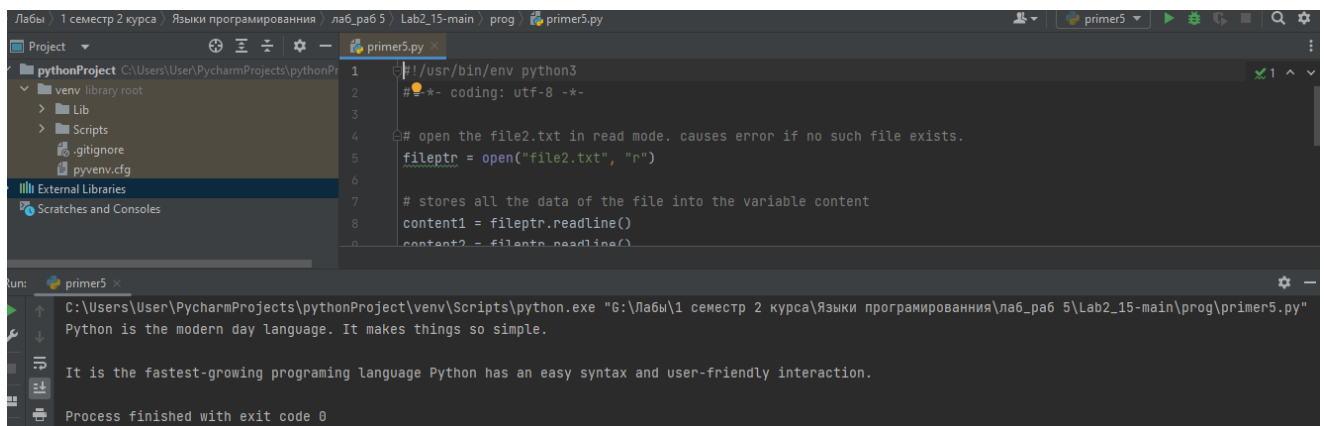 Лабы 1 семестр 2 курса Языки програмированния лаб_раб 5 Lab2_15-main prog primer5.py primer5
Project primer5.py
pythonProject C:\Users\User\PycharmProjects\pythonPr
venv library root
Lib
Scripts
.gitignore
pyvenv.cfg
External Libraries
Scratches and Consoles
1 #!/usr/bin/env python3 1
2 # -*- coding: utf-8 -*-
3
4 # open the file2.txt in read mode. causes error if no such file exists.
5 fileptr = open("file2.txt", "r")
6
7 # stores all the data of the file into the variable content
8 content1 = fileptr.readline()
9 content2 = fileptr.readline()
Run: primer5
C:\Users\User\PycharmProjects\pythonProject\venv\Scripts\python.exe "G:\Лабы\1 семестр 2 курса\Языки програмированния\лаб_раб 5\Lab2_15-main\prog\primer5.py"
Python is the modern day language. It makes things so simple.
It is the fastest-growing programing language Python has an easy syntax and user-friendly interaction.
Process finished with exit code 0